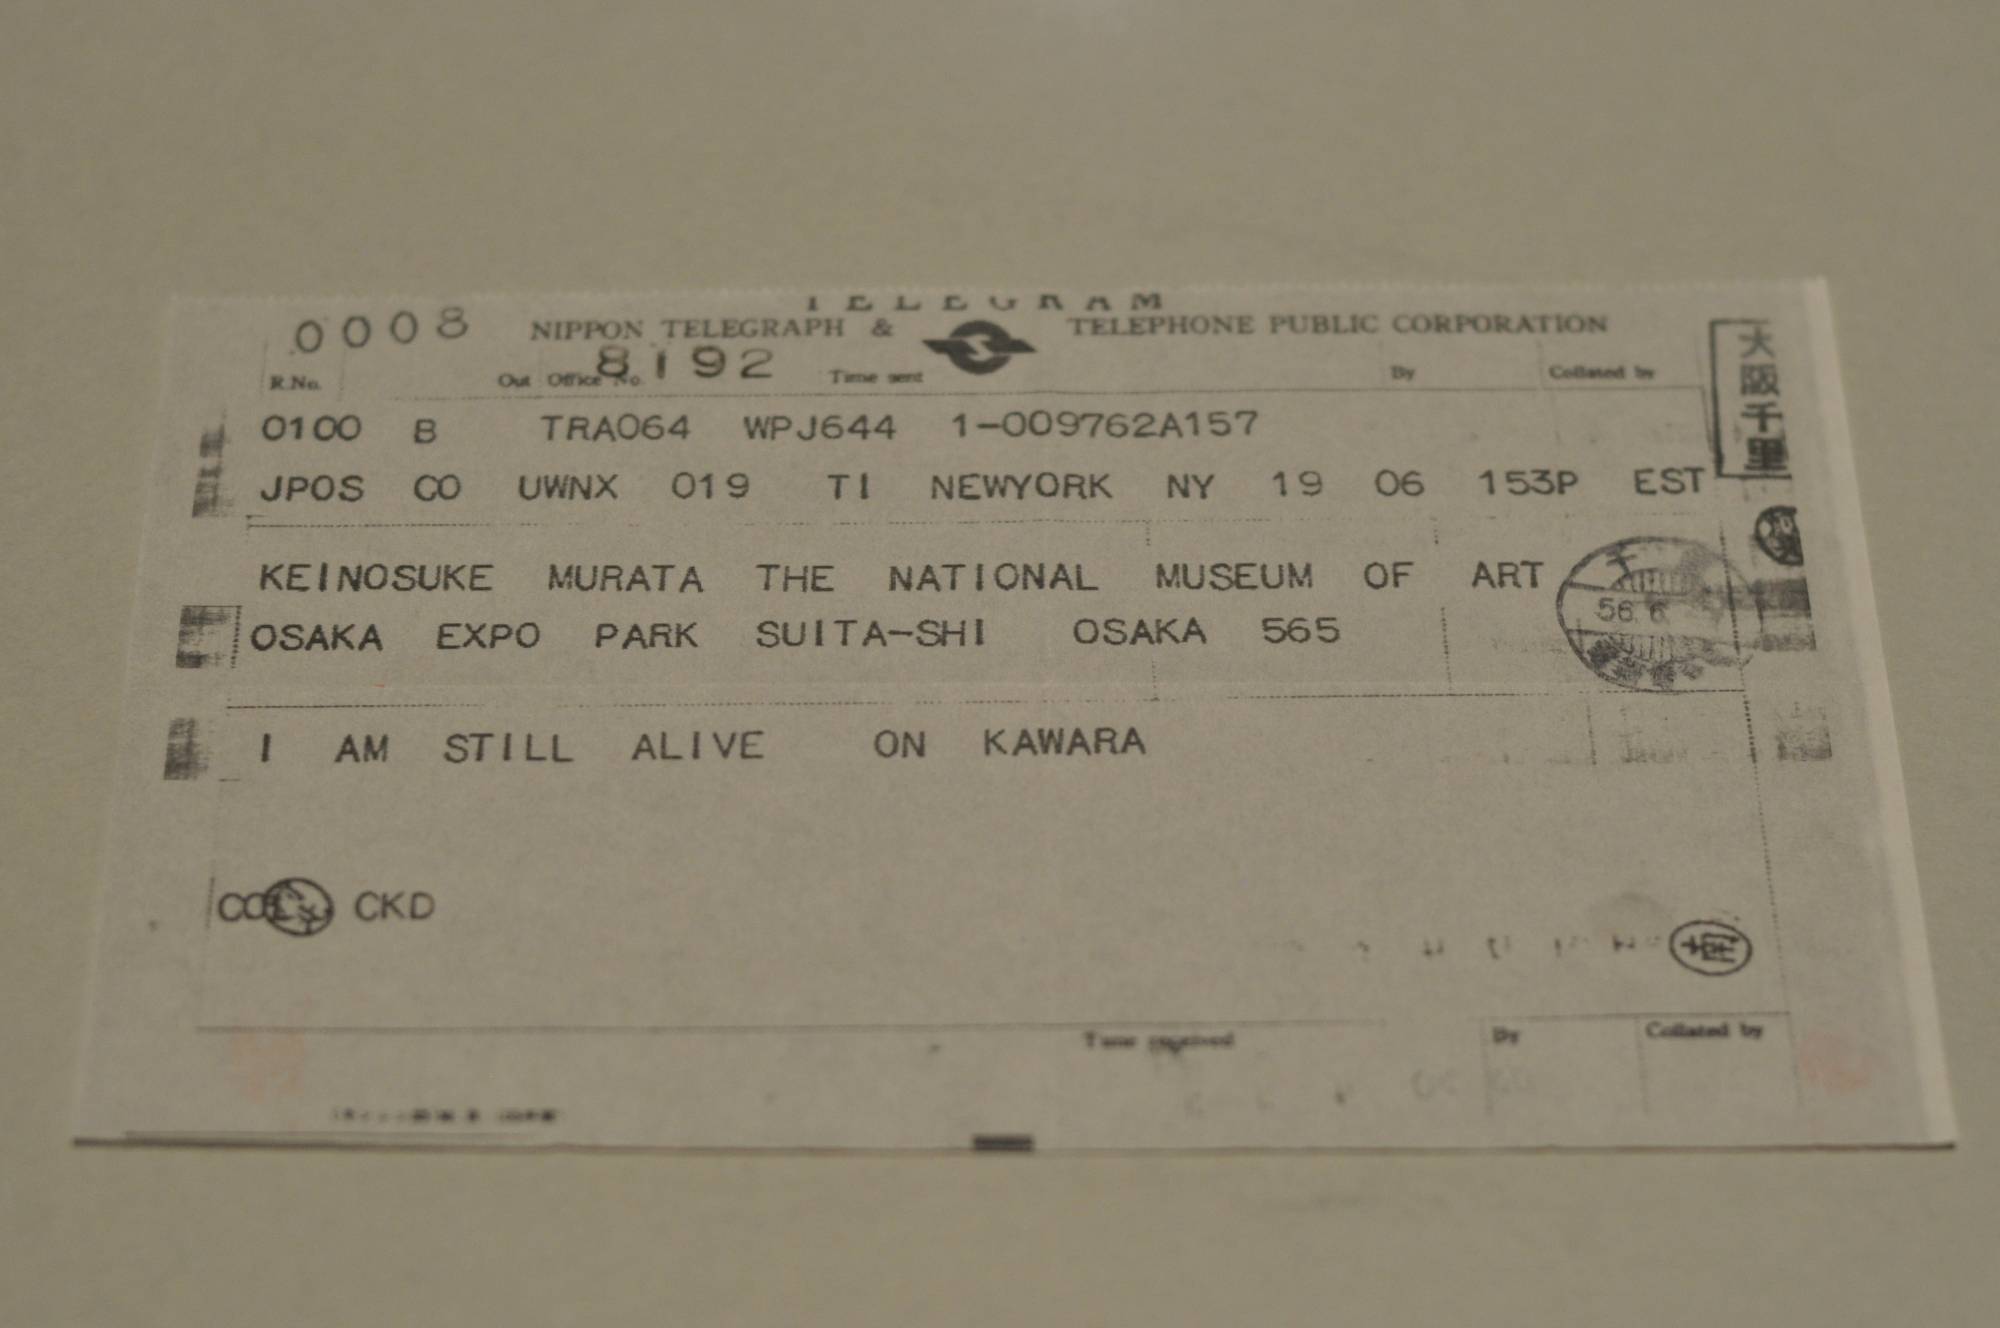 TELEGRAM
0008 NIPPON TELEGRAPH & TELEPHONE PUBLIC CORPORATION
8192
R.No. Out Office No. Time sent By Collated by
大阪千里
0100 B TRA064 WPJ644 1-009762A157
JPOS CO UWNX 019 TI NEWYORK NY 19 06 153P EST
KEINOSUKE MURATA THE NATIONAL MUSEUM OF ART
56.6.
OSAKA EXPO PARK SUITA-SHI OSAKA 565
I AM STILL ALIVE ON KAWARA
CKD
Time received By Collated by